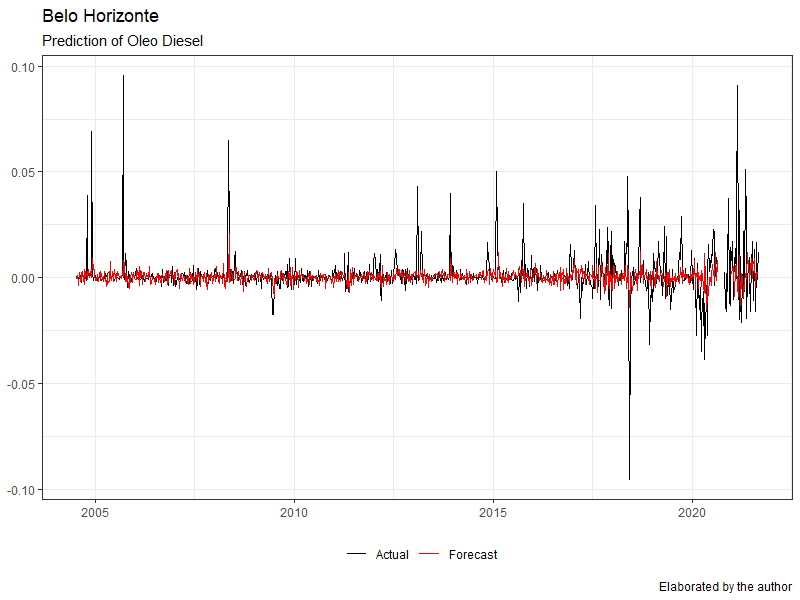 Belo Horizonte
Prediction of Oleo Diesel
0.10
0.05
0.00
-0.05
-0.10
2005 2010 2015 2020
Actual Forecast
Elaborated by the author